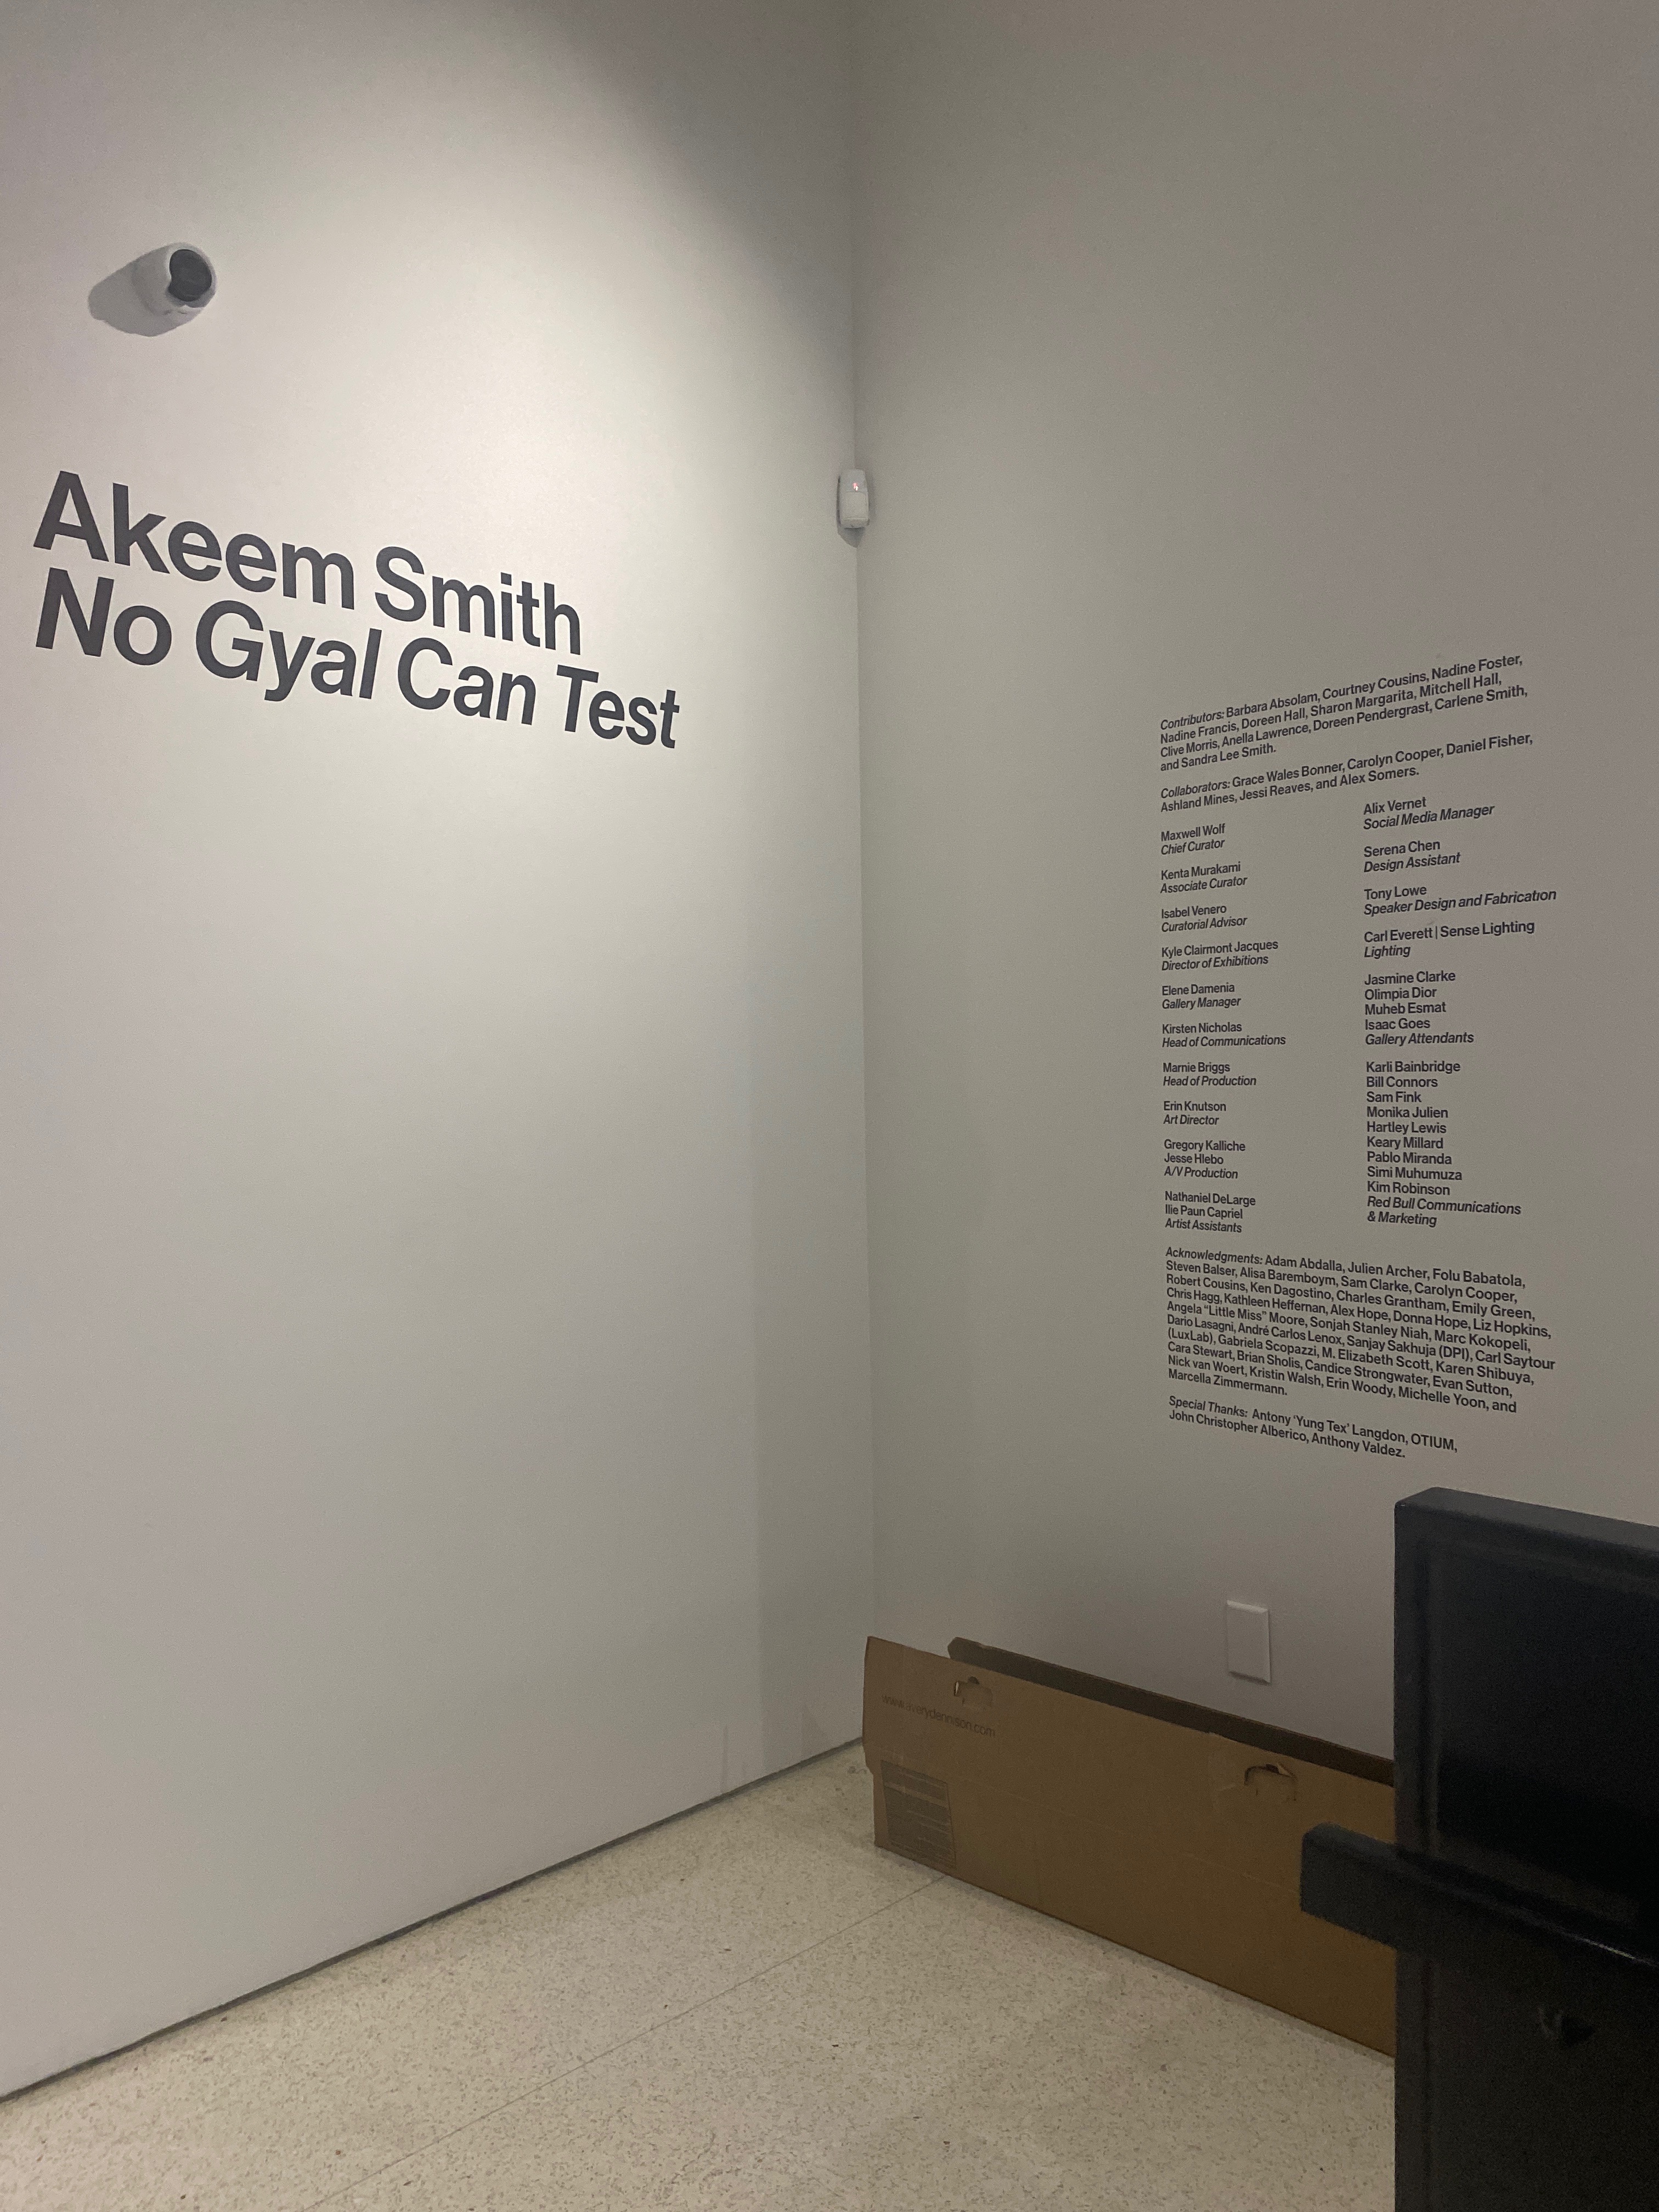 Akeem Smith
No Gyal Can Test
Contributors: Barbara Absolam, Courtney Cousins, Nadine Foster,
Nadine Francis, Doreen Hall, Sharon Margarita, Mitchell Hall,
Clive Morris, Anella Lawrence, Doreen Pendergrast, Carlene Smith,
and Sandra Lee Smith.
Collaborators: Grace Wales Bonner, Carolyn Cooper, Daniel Fisher,
Ashland Mines, Jessi Reaves, and Alex Somers.
Maxwell Wolf
Chief Curator
Kenta Murakami
Associate Curator
Isabel Venero
Curatorial Advisor
Kyle Clairmont Jacques
Director of Exhibitions
Elene Damenia
Gallery Manager
Kirsten Nicholas
Head of Communications
Marnie Briggs
Head of Production
Erin Knutson
Art Director
Gregory Kalliche
Jesse Hlebo
A/V Production
Nathaniel DeLarge
Ilie Paun Capriel
Artist Assistants
Alix Vernet
Social Media Manager
Serena Chen
Design Assistant
Tony Lowe
Speaker Design and Fabrication
Carl Everett | Sense Lighting
Lighting
Jasmine Clarke
Olimpia Dior
Muheb Esmat
Isaac Goes
Gallery Attendants
Karli Bainbridge
Bill Connors
Sam Fink
Monika Julien
Hartley Lewis
Keary Millard
Pablo Miranda
Simi Muhumuza
Kim Robinson
Red Bull Communications
& Marketing
Acknowledgments: Adam Abdalla, Julien Archer, Folu Babatola,
Steven Balser, Alisa Baremboym, Sam Clarke, Carolyn Cooper,
Robert Cousins, Ken Dagostino, Charles Grantham, Emily Green,
Chris Hagg, Kathleen Heffernan, Alex Hope, Donna Hope, Liz Hopkins,
Angela "Little Miss" Moore, Sonjah Stanley Niah, Marc Kokopeli,
Dario Lasagni, André Carlos Lenox, Sanjay Sakhuja (DPI), Carl Saytour
(LuxLab), Gabriela Scopazzi, M. Elizabeth Scott, Karen Shibuya,
Cara Stewart, Brian Sholis, Candice Strongwater, Evan Sutton,
Nick van Woert, Kristin Walsh, Erin Woody, Michelle Yoon, and
Marcella Zimmermann.
Special Thanks: Antony 'Yung Tex' Langdon, OTIUM,
John Christopher Alberico, Anthony Valdez.
www.averydennison.com